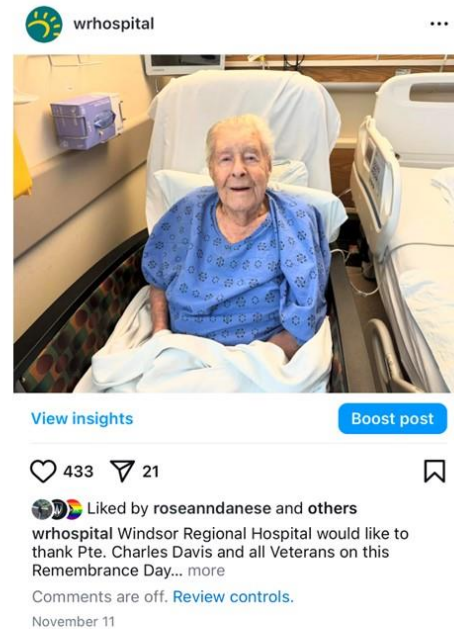 wrhospital
View insights
Boost post
433
21
Liked by roseanndanese and others
wrhospital Windsor Regional Hospital would like to
thank Pte. Charles Davis and all Veterans on this
Remembrance Day... more
Comments are off. Review controls.
November 11